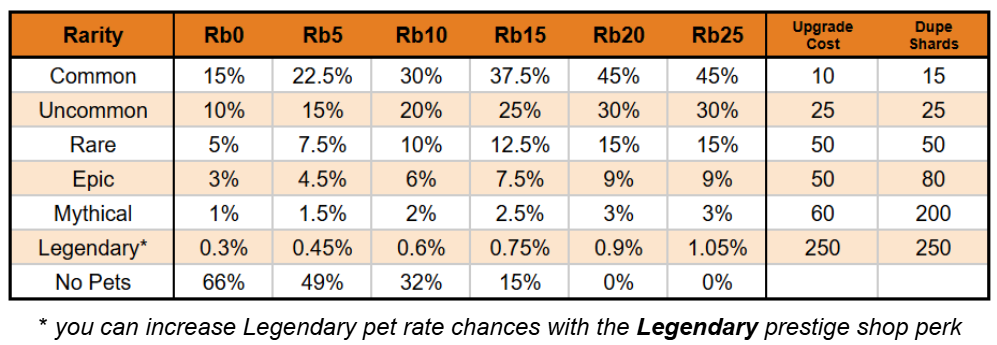 Rarity Rb0 Rb5 Rb10 Rb15 Rb20 Rb25 Upgrade Cost Dupe Shards
Common 15% 22.5% 30% 37.5% 45% 45% 10 15
Uncommon 10% 15% 20% 25% 30% 30% 25 25
Rare 5% 7.5% 10% 12.5% 15% 15% 50 50
Epic 3% 4.5% 6% 7.5% 9% 9% 50 80
Mythical 1% 1.5% 2% 2.5% 3% 3% 60 200
Legendary* 0.3% 0.45% 0.6% 0.75% 0.9% 1.05% 250 250
No Pets 66% 49% 32% 15% 0% 0%
* you can increase Legendary pet rate chances with the Legendary prestige shop perk